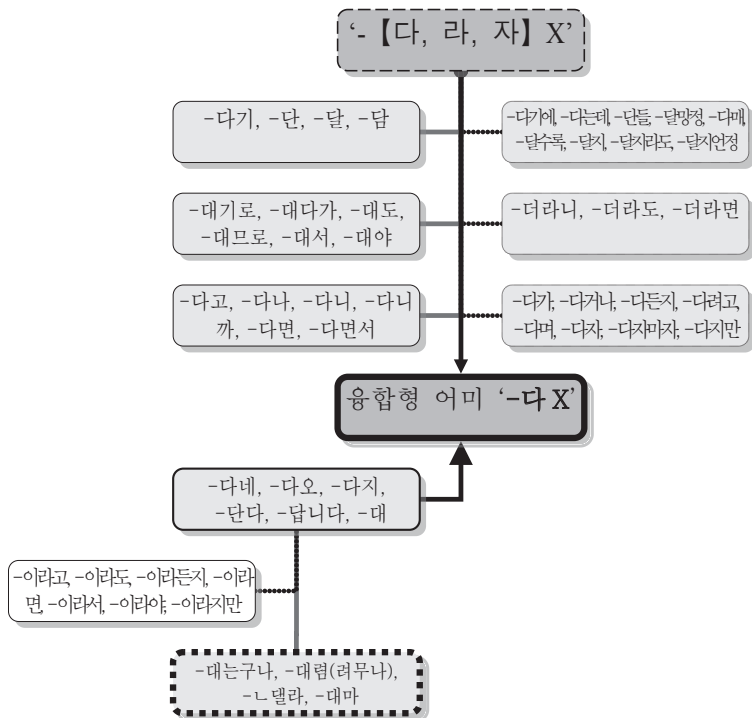 ‘-【다, 라, 자】X’
-다기, -단, -달, -담
-다기에, -다는데, -단들, -달망정, -다매,
-달수록, -달지, -달지라도, -달지언정
-대기로, -대다가, -대도,
-대므로, -대서, -대야
-더라니, -더라도, -더라면
-다고, -다나, -다니, -다니
까, -다면, -다면서
-다가, -다거나, -다든지, -다려고,
-다며, -다자, -다자마자, -다지만
융합형 어미 ‘-다X’
-다네, -다오, -다지,
-단다, -답니다, -대
-이라고, -이라도, -이라든지, -이라
면, -이라서, -이라야, -이라지만
-대는구나, -대렴(려무나),
-ㄴ댈라, -대마